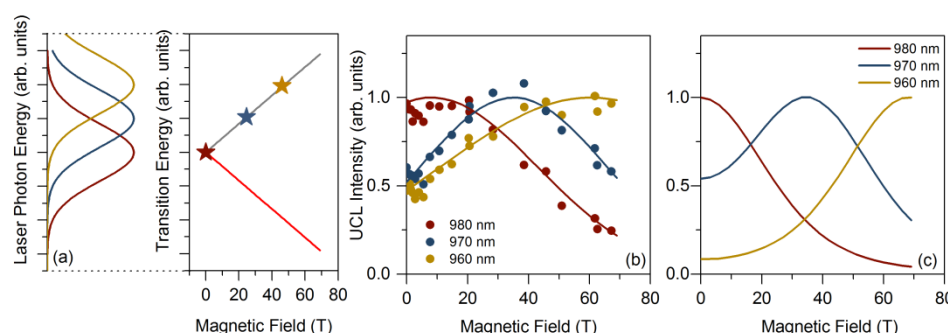 Laser Photon Energy (arb. units)
(a)
Transition Energy (arb. units)
0 20 40 60 80
Magnetic Field (T)
UCL Intensity (arb. units)
1.0
0.5
0.0
980 nm
970 nm
960 nm
(b)
0 20 40 60 80
Magnetic Field (T)
1.0
0.5
0.0
980 nm
970 nm
960 nm
(c)
0 20 40 60 80
Magnetic Field (T)